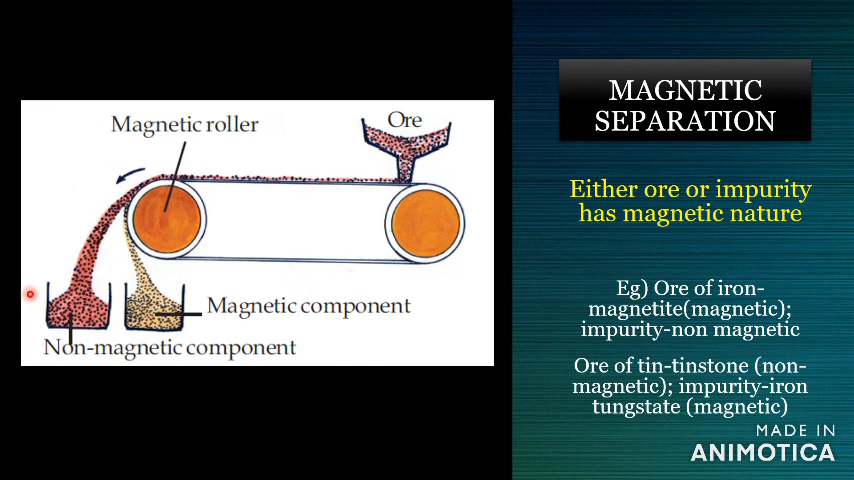 Magnetic roller
Ore
Magnetic component
Non-magnetic component
MAGNETIC
SEPARATION
Either ore or impurity
has magnetic nature
Eg) Ore of iron-
magnetite(magnetic);
impurity-non magnetic
Ore of tin-tinstone (non-
magnetic); impurity-iron
tungstate (magnetic)
MADE IN
ANIMOTICA